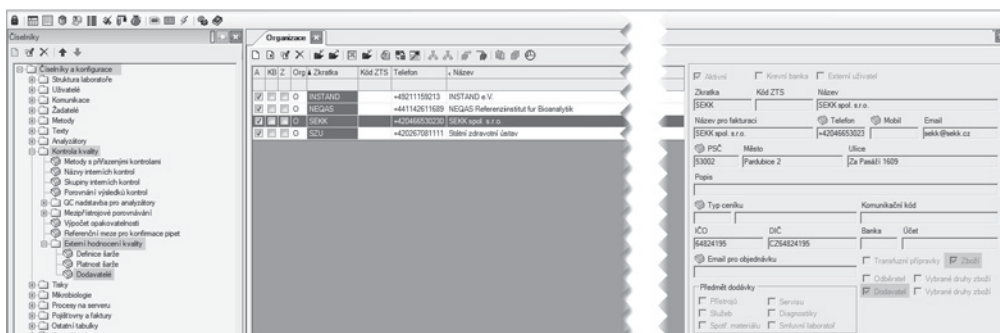 Číselníky
Číselníky a konfigurace
Struktura laboratoře
Uživatelé
Komunikace
Žadatelé
Metody
Texty
Analyzátory
Kontrola kvality
Metody s přiřazenými kontrolami
Názvy interních kontrol
Skupiny interních kontrol
Porovnání výsledků kontrol
QC nadstavba pro analyzátory
Mezipřístrojové porovnávání
Výpočet opakovatelnosti
Referenční meze pro konfirmace pipet
Externí hodnocení kvality
Definice šarže
Platnost šarže
Dodavatelé
Tisky
Mikrobiologie
Procesy na serveru
Pojišťovny a faktury
Ostatní tabulky
Organizace
A KB Z Org Zkratka Kód ZTS Telefon Název
O INSTAND +49211159213 INSTAND e.V.
O NEQAS +441142611689 NEQAS Referenzinstitut fur Bioanalytik
O SEKK +420466530230 SEKK spol. s.r.o.
O SZU +420267081111 Státní zdravotní ústav
Aktivní Krevní banka Externí uživatel
Zkratka Kód ZTS Název
SEKK SEKK spol. s.r.o.
Název pro fakturaci Telefon Mobil Email
SEKK spol. s.r.o. +42046653023 sekk@sekk.cz
PSČ Město Ulice
53002 Pardubice 2 Za Pasáží 1609
Popis
Typ ceníku Komunikační kód
IČO DIČ Banka Účet
64824195 CZ64824195
Email pro objednávku
Transfuzní přípravky Zboží
Odběratel Vybrané druhy zboží
Dodavatel Vybrané druhy zboží
Předmět dodávky
Přístrojů Servisu
Služeb Diagnostiky
Spotř. materiálu Smluvní laboratoř